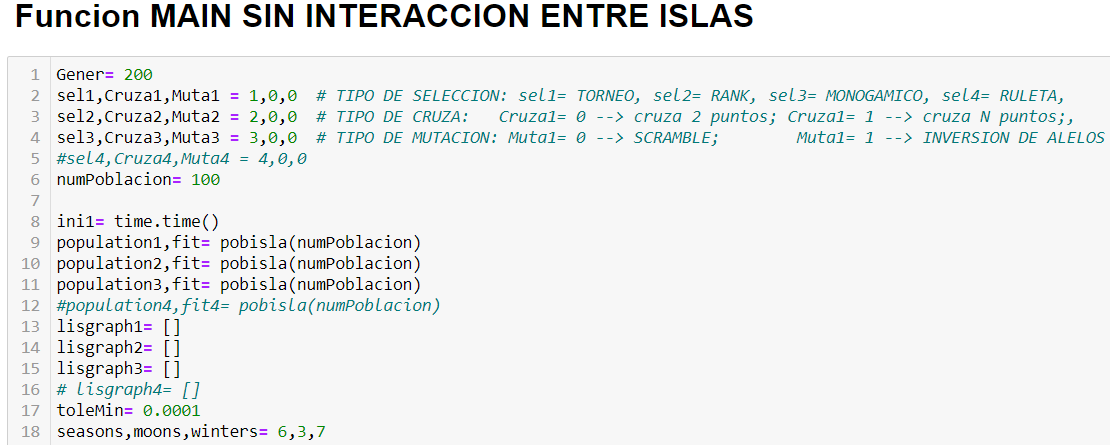 Funcion MAIN SIN INTERACCION ENTRE ISLAS
1 Gener= 200
2 sel1,Cruza1,Muta1 = 1,0,0 # TIPO DE SELECCION: sel1= TORNEO, sel2= RANK, sel3= MONOGAMICO, sel4= RULETA,
3 sel2,Cruza2,Muta2 = 2,0,0 # TIPO DE CRUZA: Cruza1= 0 --> cruza 2 puntos; Cruza1= 1 --> cruza N puntos;,
4 sel3,Cruza3,Muta3 = 3,0,0 # TIPO DE MUTACION: Muta1= 0 --> SCRAMBLE; Muta1= 1 --> INVERSION DE ALELOS
5 #sel4,Cruza4,Muta4 = 4,0,0
6 numPoblacion= 100
7
8 ini1= time.time()
9 population1,fit= pobisla(numPoblacion)
10 population2,fit= pobisla(numPoblacion)
11 population3,fit= pobisla(numPoblacion)
12 #population4,fit4= pobisla(numPoblacion)
13 lisgraph1= []
14 lisgraph2= []
15 lisgraph3= []
16 # lisgraph4= []
17 toleMin= 0.0001
18 seasons,moons,winters= 6,3,7